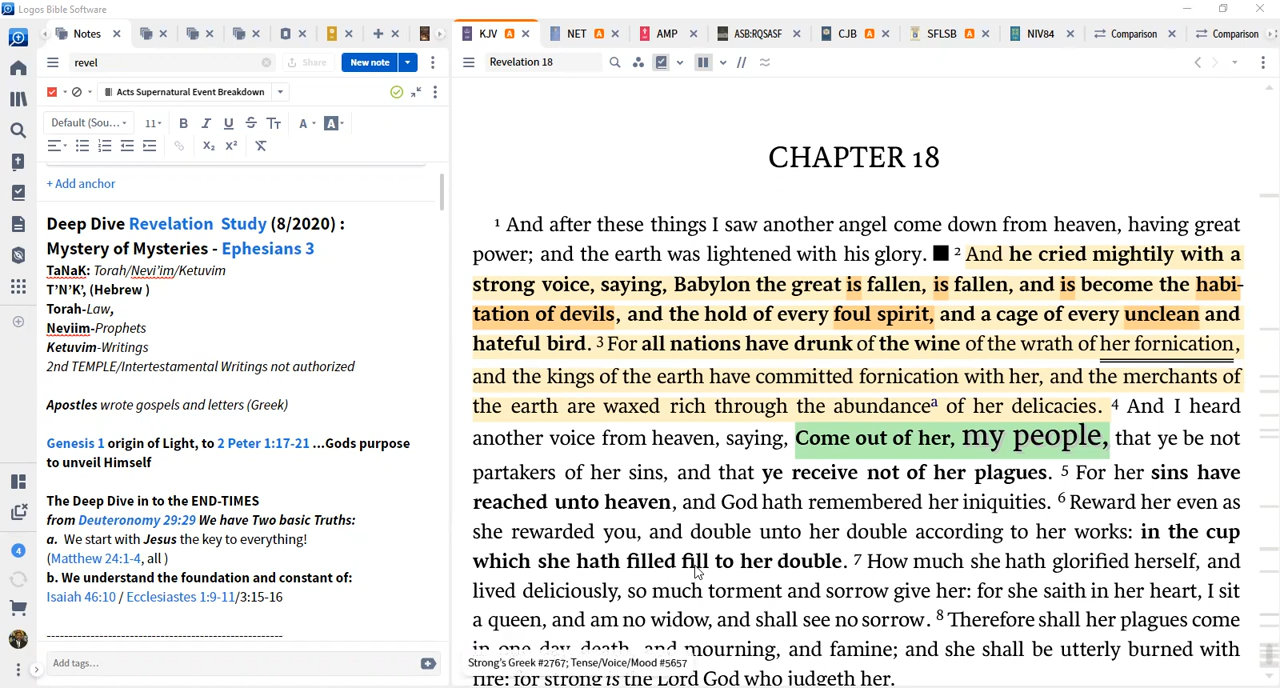 Logos Bible Software
Notes
KJV A
NET A
AMP
ASB:RQSASF
CJB A
SFLSB A
NIV84
Comparison
Comparison
revel
Share
New note
Revelation 18
Acts Supernatural Event Breakdown
Default (Sou...
11
B I U S TT A A
X₂ X²
+ Add anchor
Deep Dive Revelation Study (8/2020) :
Mystery of Mysteries - Ephesians 3
TaNaK: Torah/Nevi'im/Ketuvim
T'N'K', (Hebrew )
Torah-Law,
Neviim-Prophets
Ketuvim-Writings
2nd TEMPLE/Intertestamental Writings not authorized
Apostles wrote gospels and letters (Greek)
Genesis 1 origin of Light, to 2 Peter 1:17-21 ...Gods purpose
to unveil Himself
The Deep Dive in to the END-TIMES
from Deuteronomy 29:29 We have Two basic Truths:
a. We start with Jesus the key to everything!
(Matthew 24:1-4, all )
b. We understand the foundation and constant of:
Isaiah 46:10 / Ecclesiastes 1:9-11/3:15-16
----------------------------------------------------
Add tags...
4
CHAPTER 18
1 And after these things I saw another angel come down from heaven, having great
power; and the earth was lightened with his glory. ■ 2 And he cried mightily with a
strong voice, saying, Babylon the great is fallen, is fallen, and is become the habi-
tation of devils, and the hold of every foul spirit, and a cage of every unclean and
hateful bird. 3 For all nations have drunk of the wine of the wrath of her fornication,
and the kings of the earth have committed fornication with her, and the merchants of
the earth are waxed rich through the abundanceᵃ of her delicacies. 4 And I heard
another voice from heaven, saying, Come out of her, my people, that ye be not
partakers of her sins, and that ye receive not of her plagues. 5 For her sins have
reached unto heaven, and God hath remembered her iniquities. 6 Reward her even as
she rewarded you, and double unto her double according to her works: in the cup
which she hath filled fill to her double. 7 How much she hath glorified herself, and
lived deliciously, so much torment and sorrow give her: for she saith in her heart, I sit
a queen, and am no widow, and shall see no sorrow. 8 Therefore shall her plagues come
in one day, death, and mourning, and famine; and she shall be utterly burned with
fire: for strong is the Lord God who judgeth her.
Strong's Greek #2767; Tense/Voice/Mood #5657